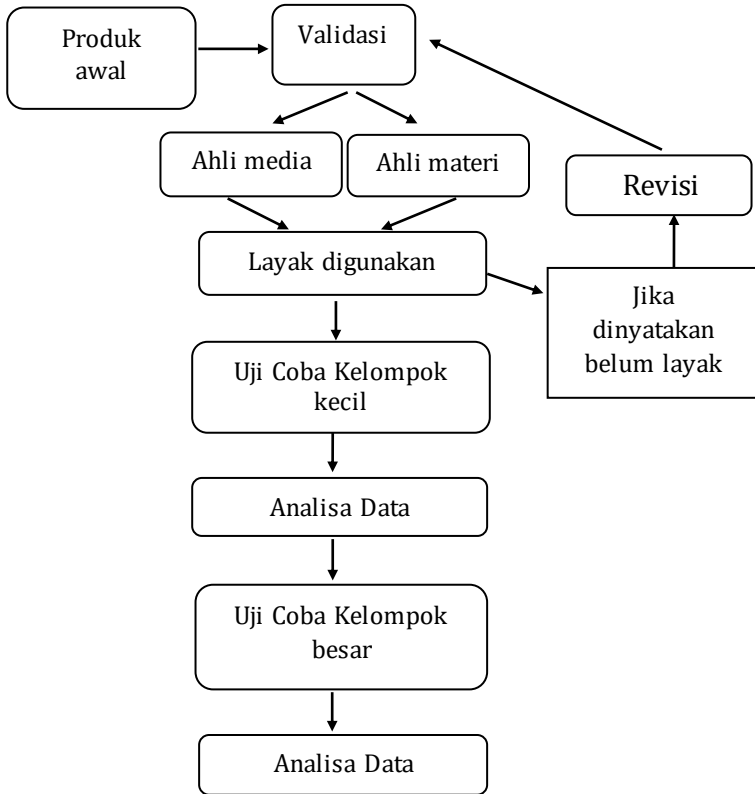 Produk
awal
Validasi
Ahli media
Ahli materi
Revisi
Layak digunakan
Jika
dinyatakan
belum layak
Uji Coba Kelompok
kecil
Analisa Data
Uji Coba Kelompok
besar
Analisa Data